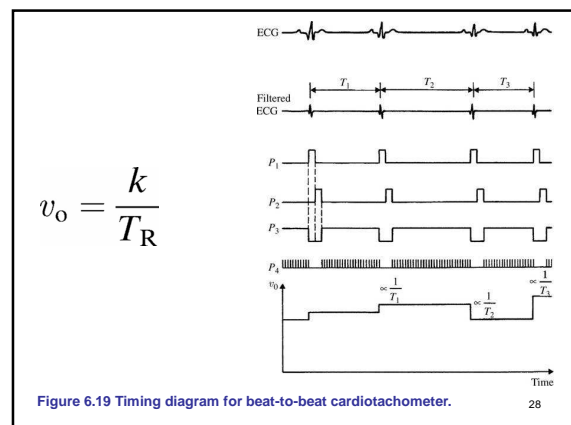 ECG
T₁ T₂ T₃
Filtered
ECG
P₁
P₂
P₃
P₄
v₀
∝ 1/T₁
∝ 1/T₂
∝ 1/T₃
Time
vₒ = k/T_R
Figure 6.19 Timing diagram for beat-to-beat cardiotachometer.
28